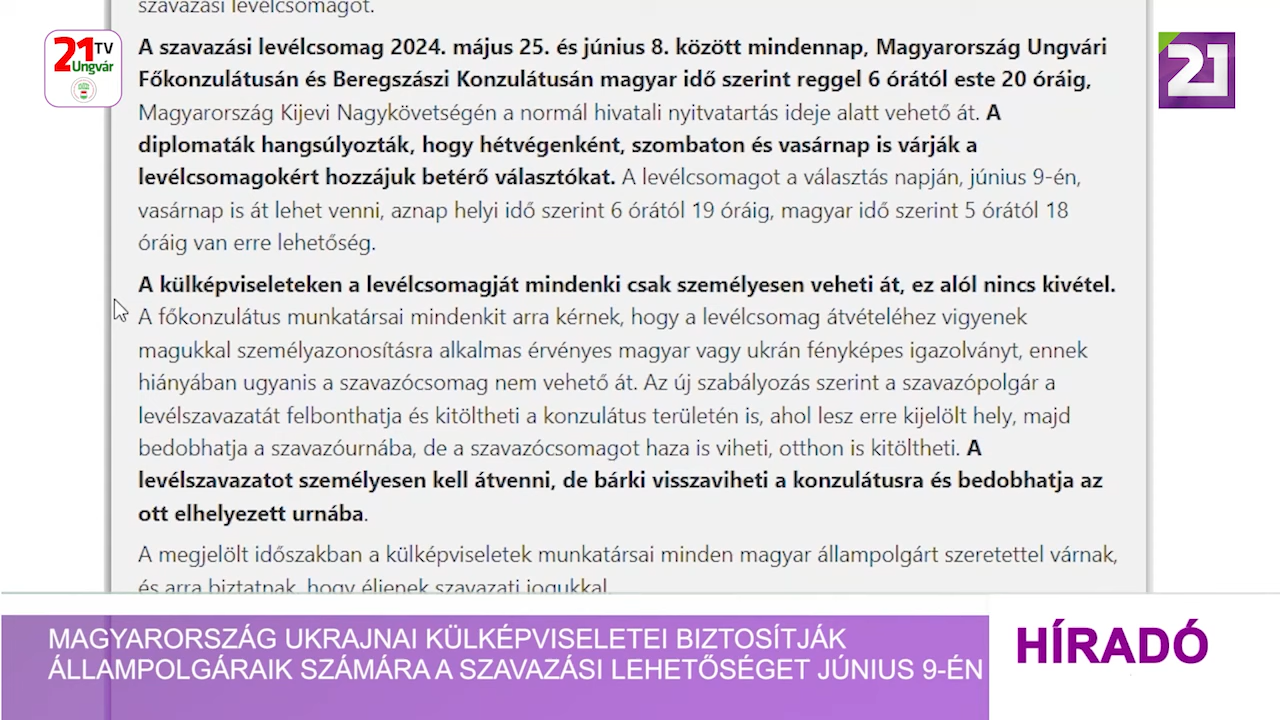 szavazási levélcsomagot.
A szavazási levélcsomag 2024. május 25. és június 8. között mindennap, Magyarország Ungvári
Főkonzulátusán és Beregszászi Konzulátusán magyar idő szerint reggel 6 órától este 20 óráig,
Magyarország Kijevi Nagykövetségén a normál hivatali nyitvatartás ideje alatt vehető át. A
diplomaták hangsúlyozták, hogy hétvégenként, szombaton és vasárnap is várják a
levélcsomagokért hozzájuk betérő választókat. A levélcsomagot a választás napján, június 9-én,
vasárnap is át lehet venni, aznap helyi idő szerint 6 órától 19 óráig, magyar idő szerint 5 órától 18
óráig van erre lehetőség.
A külképviseleteken a levélcsomagját mindenki csak személyesen veheti át, ez alól nincs kivétel.
A főkonzulátus munkatársai mindenkit arra kérnek, hogy a levélcsomag átvételéhez vigyenek
magukkal személyazonosításra alkalmas érvényes magyar vagy ukrán fényképes igazolványt, ennek
hiányában ugyanis a szavazócsomag nem vehető át. Az új szabályozás szerint a szavazópolgár a
levélszavazatát felbonthatja és kitöltheti a konzulátus területén is, ahol lesz erre kijelölt hely, majd
bedobhatja a szavazóurnába, de a szavazócsomagot haza is viheti, otthon is kitöltheti. A
levélszavazatot személyesen kell átvenni, de bárki visszaviheti a konzulátusra és bedobhatja az
ott elhelyezett urnába.
A megjelölt időszakban a külképviseletek munkatársai minden magyar állampolgárt szeretettel várnak,
és arra biztatnak, hogy éljenek szavazati jogukkal.
21 TV
Ungvár
21
MAGYARORSZÁG UKRAJNAI KÜLKÉPVISELETEI BIZTOSÍTJÁK
ÁLLAMPOLGÁRAIK SZÁMÁRA A SZAVAZÁSI LEHETŐSÉGET JÚNIUS 9-ÉN
HÍRADÓ